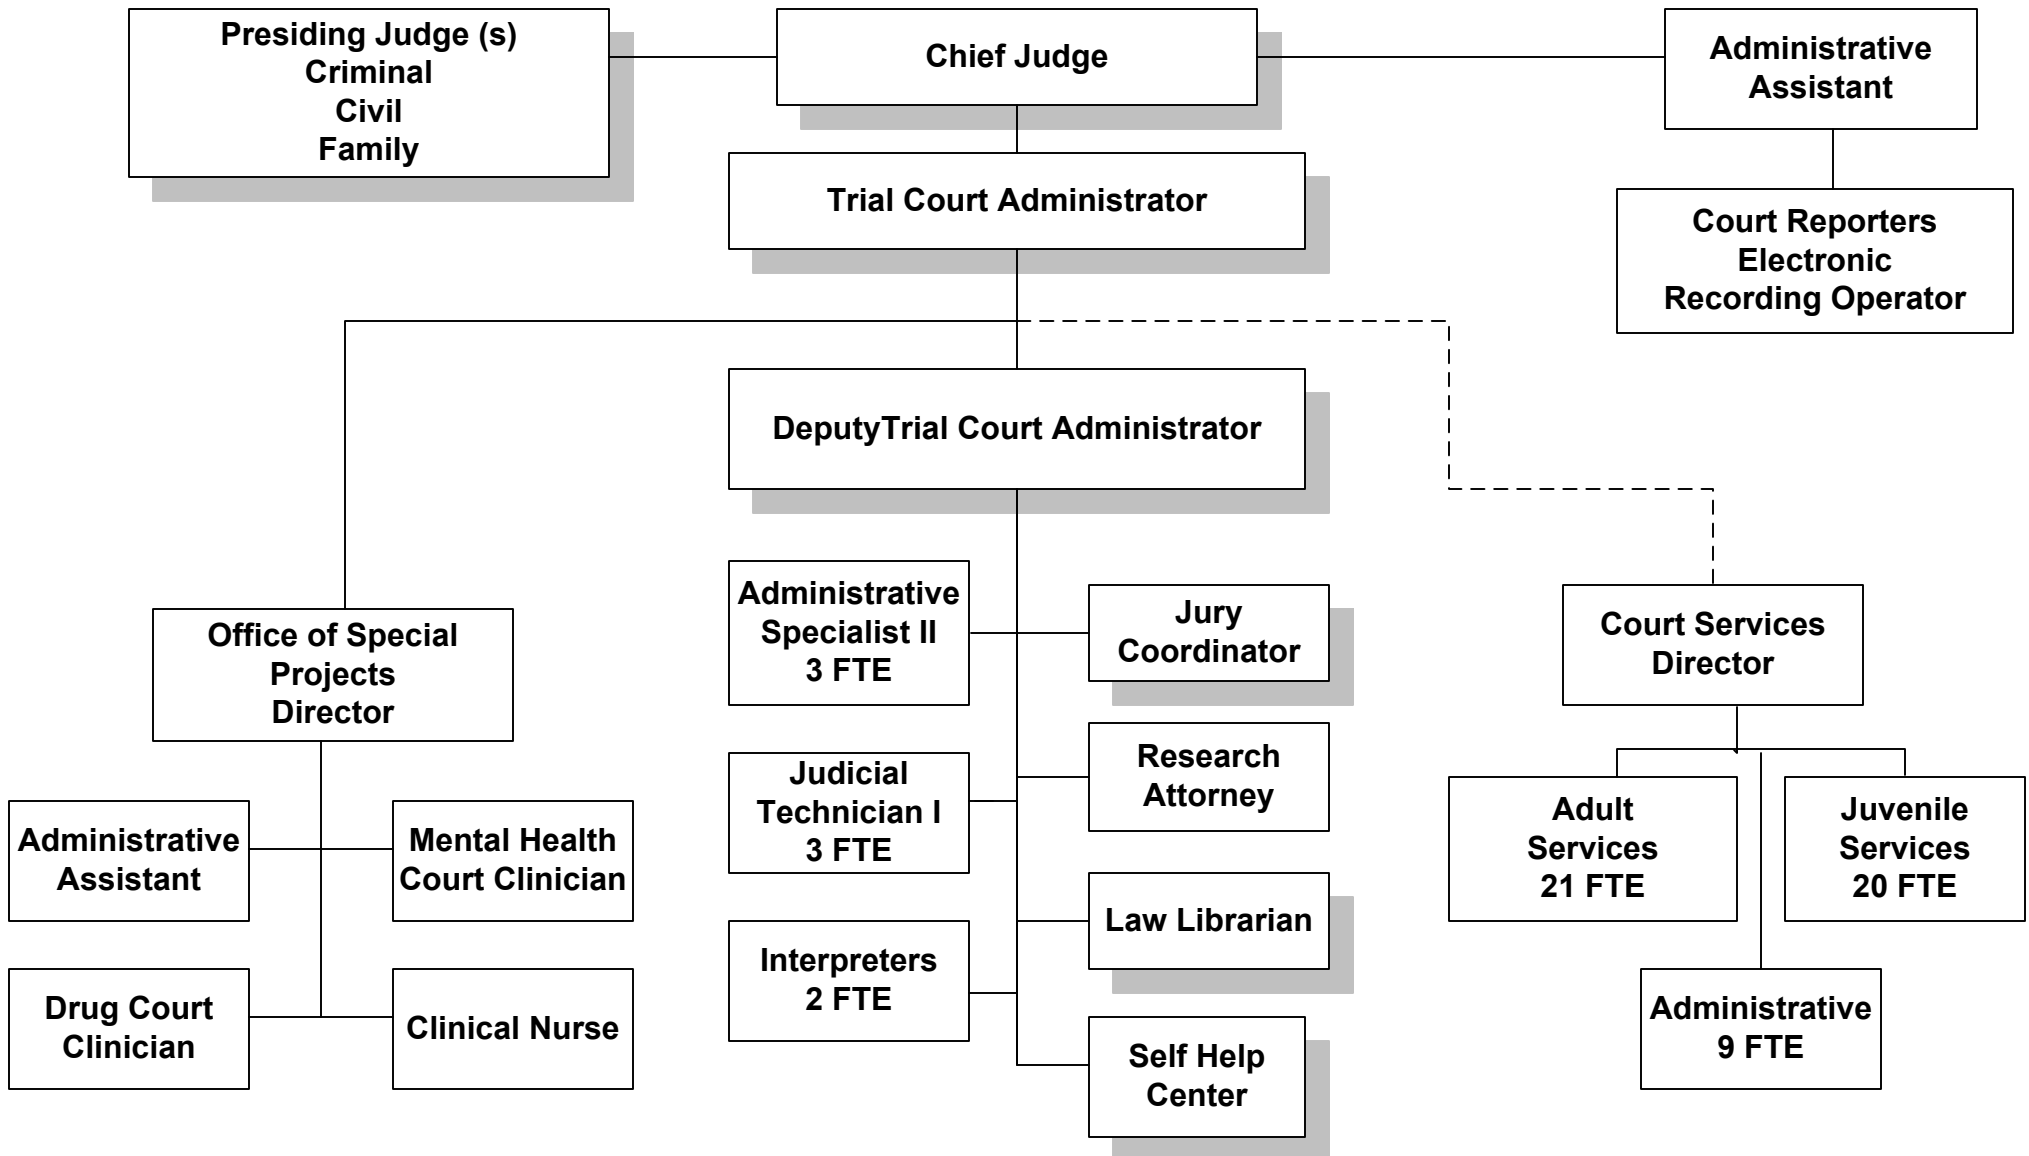 Presiding Judge (s)
Criminal
Civil
Family
Chief Judge
Administrative
Assistant
Trial Court Administrator
Court Reporters
Electronic
Recording Operator
DeputyTrial Court Administrator
Office of Special
Projects
Director
Administrative
Assistant
Mental Health
Court Clinician
Drug Court
Clinician
Clinical Nurse
Administrative
Specialist II
3 FTE
Jury
Coordinator
Judicial
Technician I
3 FTE
Research
Attorney
Interpreters
2 FTE
Law Librarian
Self Help
Center
Court Services
Director
Adult
Services
21 FTE
Juvenile
Services
20 FTE
Administrative
9 FTE